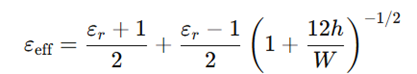 ε_eff = (ε_r + 1)/2 + (ε_r − 1)/2 (1 + 12h/W)^(−1/2)